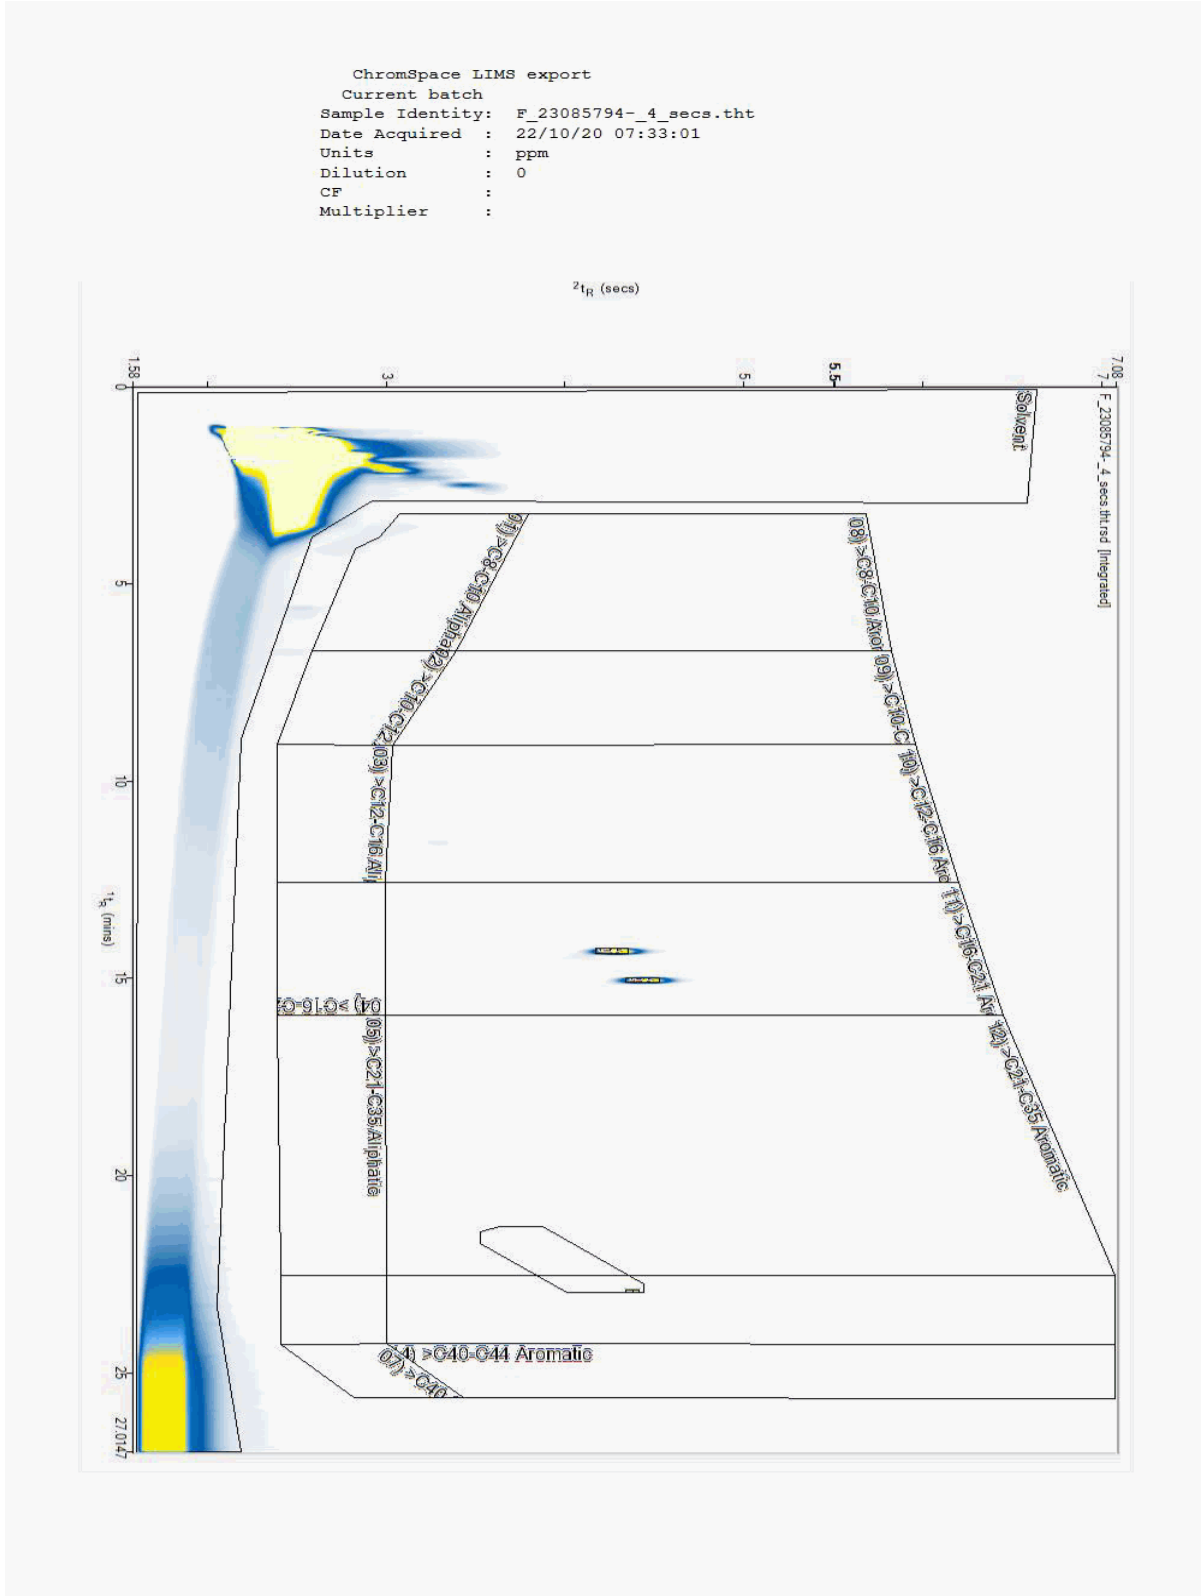 ChromSpace LIMS export
Current batch
Sample Identity: F_23085794-_4_secs.tht
Date Acquired : 22/10/20 07:33:01
Units : ppm
Dilution : 0
CF :
Multiplier :
²tR (secs)
1.58
3
5
5.5
7
7.08
F_23085794-_4_secs.tht.rsd [Integrated]
0
5
10
15
20
25
27.0147
¹tR (mins)
Solvent
01) >C8-C10 Alipha
02) >C10-C12
03) >C12-C16 Ali
04) >C16-C2
05) >C21-C35 Aliphatic
07) >C40
08) >C8-C10 Aror
09) >C10-C
10) >C12-C16 Aro
11) >C16-C21 Ar
12) >C21-C35 Aromatic
14) >C40-C44 Aromatic